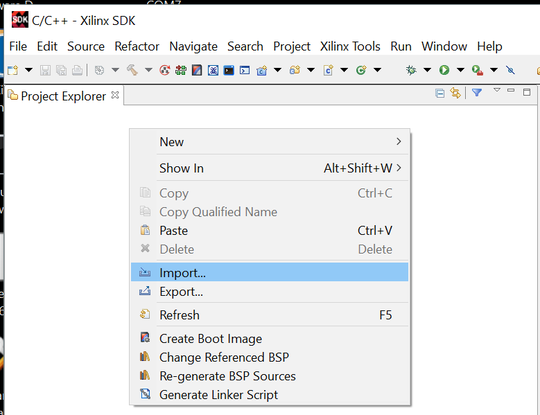 C/C++ - Xilinx SDK
File Edit Source Refactor Navigate Search Project Xilinx Tools Run Window Help
Project Explorer
New
Show In Alt+Shift+W
Copy Ctrl+C
Copy Qualified Name
Paste Ctrl+V
Delete Delete
Import...
Export...
Refresh F5
Create Boot Image
Change Referenced BSP
Re-generate BSP Sources
Generate Linker Script